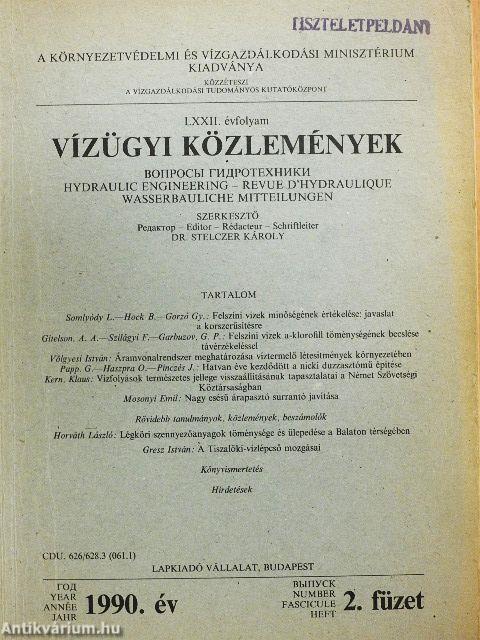 TISZTELETPÉLDÁNY
A KÖRNYEZETVÉDELMI ÉS VÍZGAZDÁLKODÁSI MINISZTÉRIUM
KIADVÁNYA
KÖZZÉTESZI
A VÍZGAZDÁLKODÁSI TUDOMÁNYOS KUTATÓKÖZPONT
LXXII. évfolyam
VÍZÜGYI KÖZLEMÉNYEK
ВОПРОСЫ ГИДРОТЕХНИКИ
HYDRAULIC ENGINEERING – REVUE D'HYDRAULIQUE
WASSERBAULICHE MITTEILUNGEN
SZERKESZTŐ
Редактор – Editor – Rédacteur – Schriftleiter
DR. STELCZER KÁROLY
TARTALOM
Somlyódy L.—Hock B.—Gorzó Gy.: Felszíni vizek minőségének értékelése: javaslat
a korszerűsítésre
Gitelson, A. A.—Szilágyi F.—Garbuzov, G. P.: Felszíni vizek a-klorofill töménységének becslése
távérzékeléssel
Völgyesi István: Áramvonalrendszer meghatározása víztermelő létesítmények környezetében
Papp. G.—Haszpra O.—Pinczés J.: Hatvan éve kezdődött a nicki duzzasztómű építése
Kern, Klaus: Vízfolyások természetes jellege visszaállításának tapasztalatai a Német Szövetségi
Köztársaságban
Mosonyi Emil: Nagy esésű árapasztó surrantó javítása
Rövidebb tanulmányok, közlemények, beszámolók
Horváth László: Légköri szennyezőanyagok töménysége és ülepedése a Balaton térségében
Gresz István: A Tiszalöki-vízlépcső mozgásai
Könyvismertetés
Hirdetések
CDU. 626/628.3 (061.1)
LAPKIADÓ VÁLLALAT, BUDAPEST
ГОД
YEAR
ANNÉE
JAHR
1990. év
ВЫПУСК
NUMBER
FASCICULE
HEFT
2. füzet
Antikvárium.hu